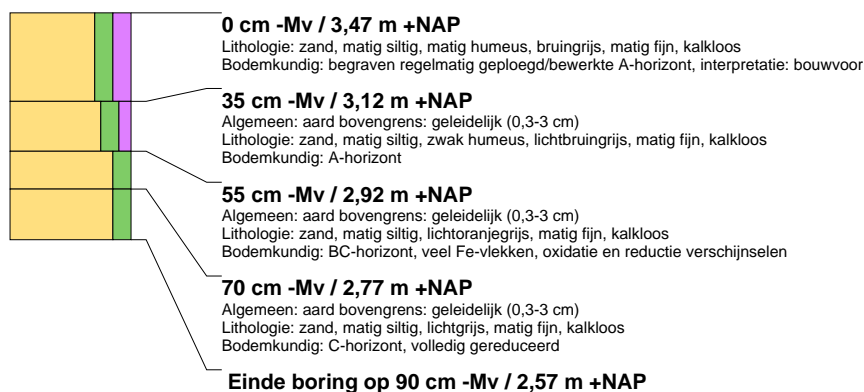 0 cm -Mv / 3,47 m +NAP
Lithologie: zand, matig siltig, matig humeus, bruingrijs, matig fijn, kalkloos
Bodemkundig: begraven regelmatig geploegd/bewerkte A-horizont, interpretatie: bouwvoor
35 cm -Mv / 3,12 m +NAP
Algemeen: aard bovengrens: geleidelijk (0,3-3 cm)
Lithologie: zand, matig siltig, zwak humeus, lichtbruingrijs, matig fijn, kalkloos
Bodemkundig: A-horizont
55 cm -Mv / 2,92 m +NAP
Algemeen: aard bovengrens: geleidelijk (0,3-3 cm)
Lithologie: zand, matig siltig, lichtoranjegrijs, matig fijn, kalkloos
Bodemkundig: BC-horizont, veel Fe-vlekken, oxidatie en reductie verschijnselen
70 cm -Mv / 2,77 m +NAP
Algemeen: aard bovengrens: geleidelijk (0,3-3 cm)
Lithologie: zand, matig siltig, lichtgrijs, matig fijn, kalkloos
Bodemkundig: C-horizont, volledig gereduceerd
Einde boring op 90 cm -Mv / 2,57 m +NAP